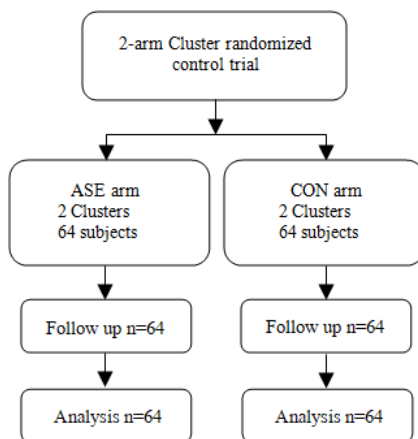 2-arm Cluster randomized
control trial
ASE arm
2 Clusters
64 subjects
CON arm
2 Clusters
64 subjects
Follow up n=64
Follow up n=64
Analysis n=64
Analysis n=64